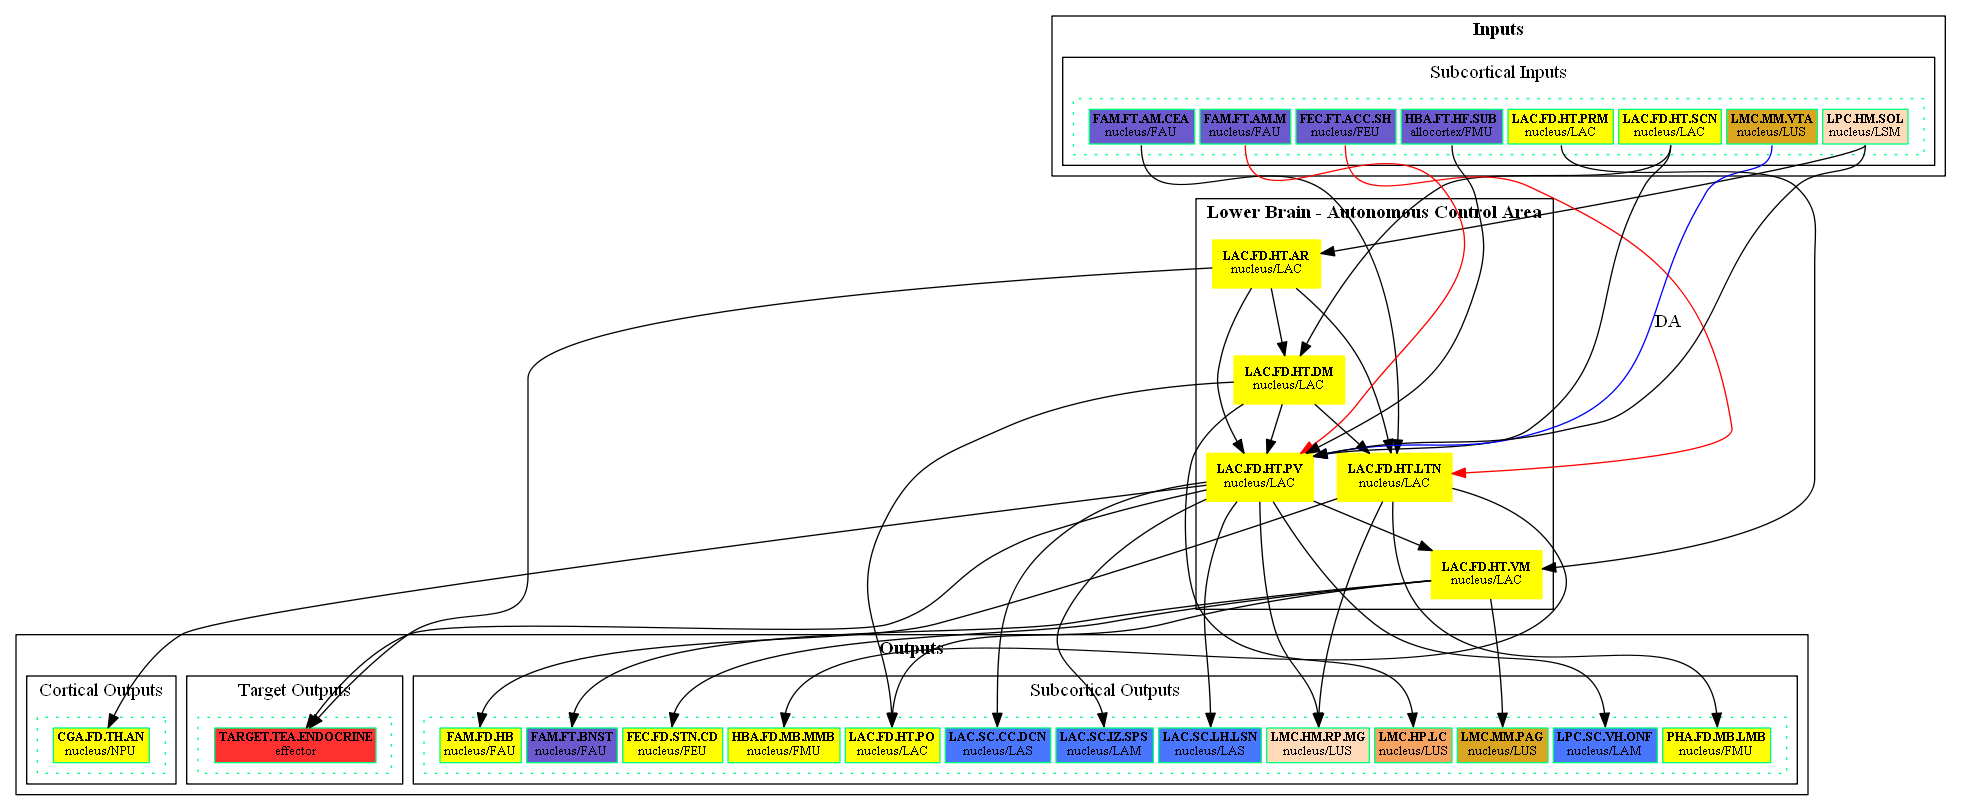 Inputs
Subcortical Inputs
FAM.FT.AM.CEA
nucleus/FAU
FAM.FT.AM.M
nucleus/FAU
FEC.FT.ACC.SH
nucleus/FEU
HBA.FT.HF.SUB
allocortex/FMU
LAC.FD.HT.PRM
nucleus/LAC
LAC.FD.HT.SCN
nucleus/LAC
LMC.MM.VTA
nucleus/LUS
LPC.HM.SOL
nucleus/LSM
Lower Brain - Autonomous Control Area
LAC.FD.HT.AR
nucleus/LAC
DA
LAC.FD.HT.DM
nucleus/LAC
LAC.FD.HT.PV
nucleus/LAC
LAC.FD.HT.LTN
nucleus/LAC
LAC.FD.HT.VM
nucleus/LAC
Outputs
Cortical Outputs
CGA.FD.TH.AN
nucleus/NPU
Target Outputs
TARGET.TEA.ENDOCRINE
effector
Subcortical Outputs
FAM.FD.HB
nucleus/FAU
FAM.FT.BNST
nucleus/FAU
FEC.FD.STN.CD
nucleus/FEU
HBA.FD.MB.MMB
nucleus/FMU
LAC.FD.HT.PO
nucleus/LAC
LAC.SC.CC.DCN
nucleus/LAS
LAC.SC.IZ.SPS
nucleus/LAM
LAC.SC.LH.LSN
nucleus/LAS
LMC.HM.RP.MG
nucleus/LUS
LMC.HP.LC
nucleus/LUS
LMC.MM.PAG
nucleus/LUS
LPC.SC.VH.ONF
nucleus/LAM
PHA.FD.MB.LMB
nucleus/FMU